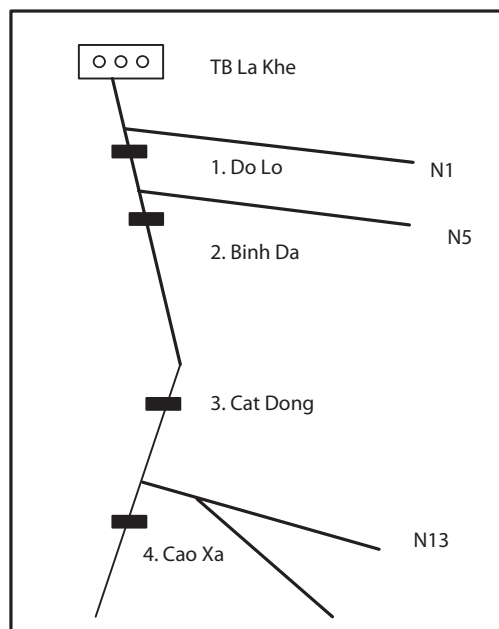 TB La Khe
1. Do Lo
N1
2. Binh Da
N5
3. Cat Dong
4. Cao Xa
N13